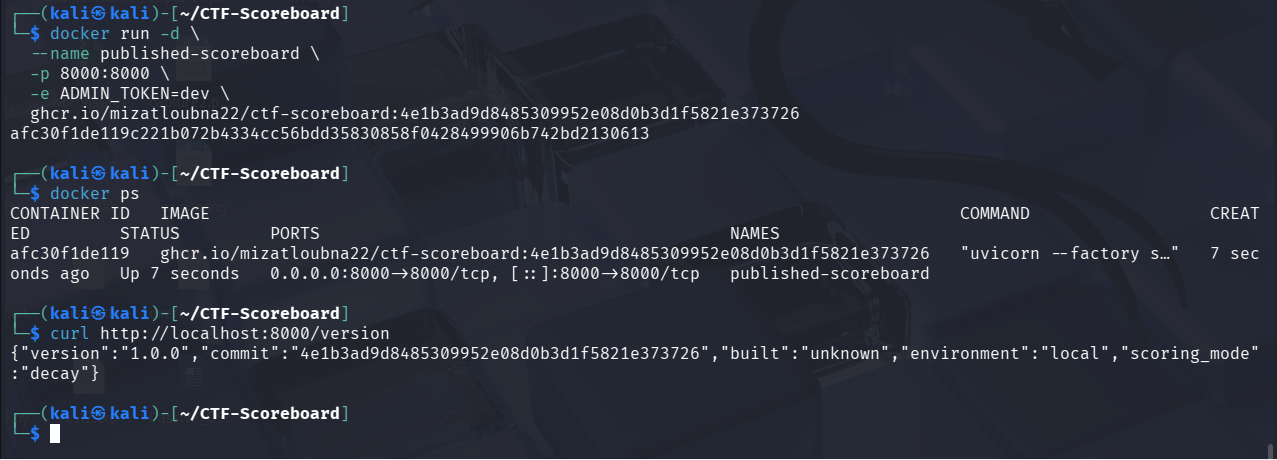 ┌──(kali㉿kali)-[~/CTF-Scoreboard]
└─$ docker run -d \
  --name published-scoreboard \
  -p 8000:8000 \
  -e ADMIN_TOKEN=dev \
  ghcr.io/mizatloubna22/ctf-scoreboard:4e1b3ad9d8485309952e08d0b3d1f5821e373726
afc30f1de119c221b072b4334cc56bdd35830858f0428499906b742bd2130613
┌──(kali㉿kali)-[~/CTF-Scoreboard]
└─$ docker ps
CONTAINER ID   IMAGE                                                                           COMMAND                  CREAT
ED         STATUS         PORTS                                         NAMES
afc30f1de119   ghcr.io/mizatloubna22/ctf-scoreboard:4e1b3ad9d8485309952e08d0b3d1f5821e373726   "uvicorn --factory s…"   7 sec
onds ago   Up 7 seconds   0.0.0.0:8000->8000/tcp, [::]:8000->8000/tcp   published-scoreboard
┌──(kali㉿kali)-[~/CTF-Scoreboard]
└─$ curl http://localhost:8000/version
{"version":"1.0.0","commit":"4e1b3ad9d8485309952e08d0b3d1f5821e373726","built":"unknown","environment":"local","scoring_mode"
:"decay"}
┌──(kali㉿kali)-[~/CTF-Scoreboard]
└─$